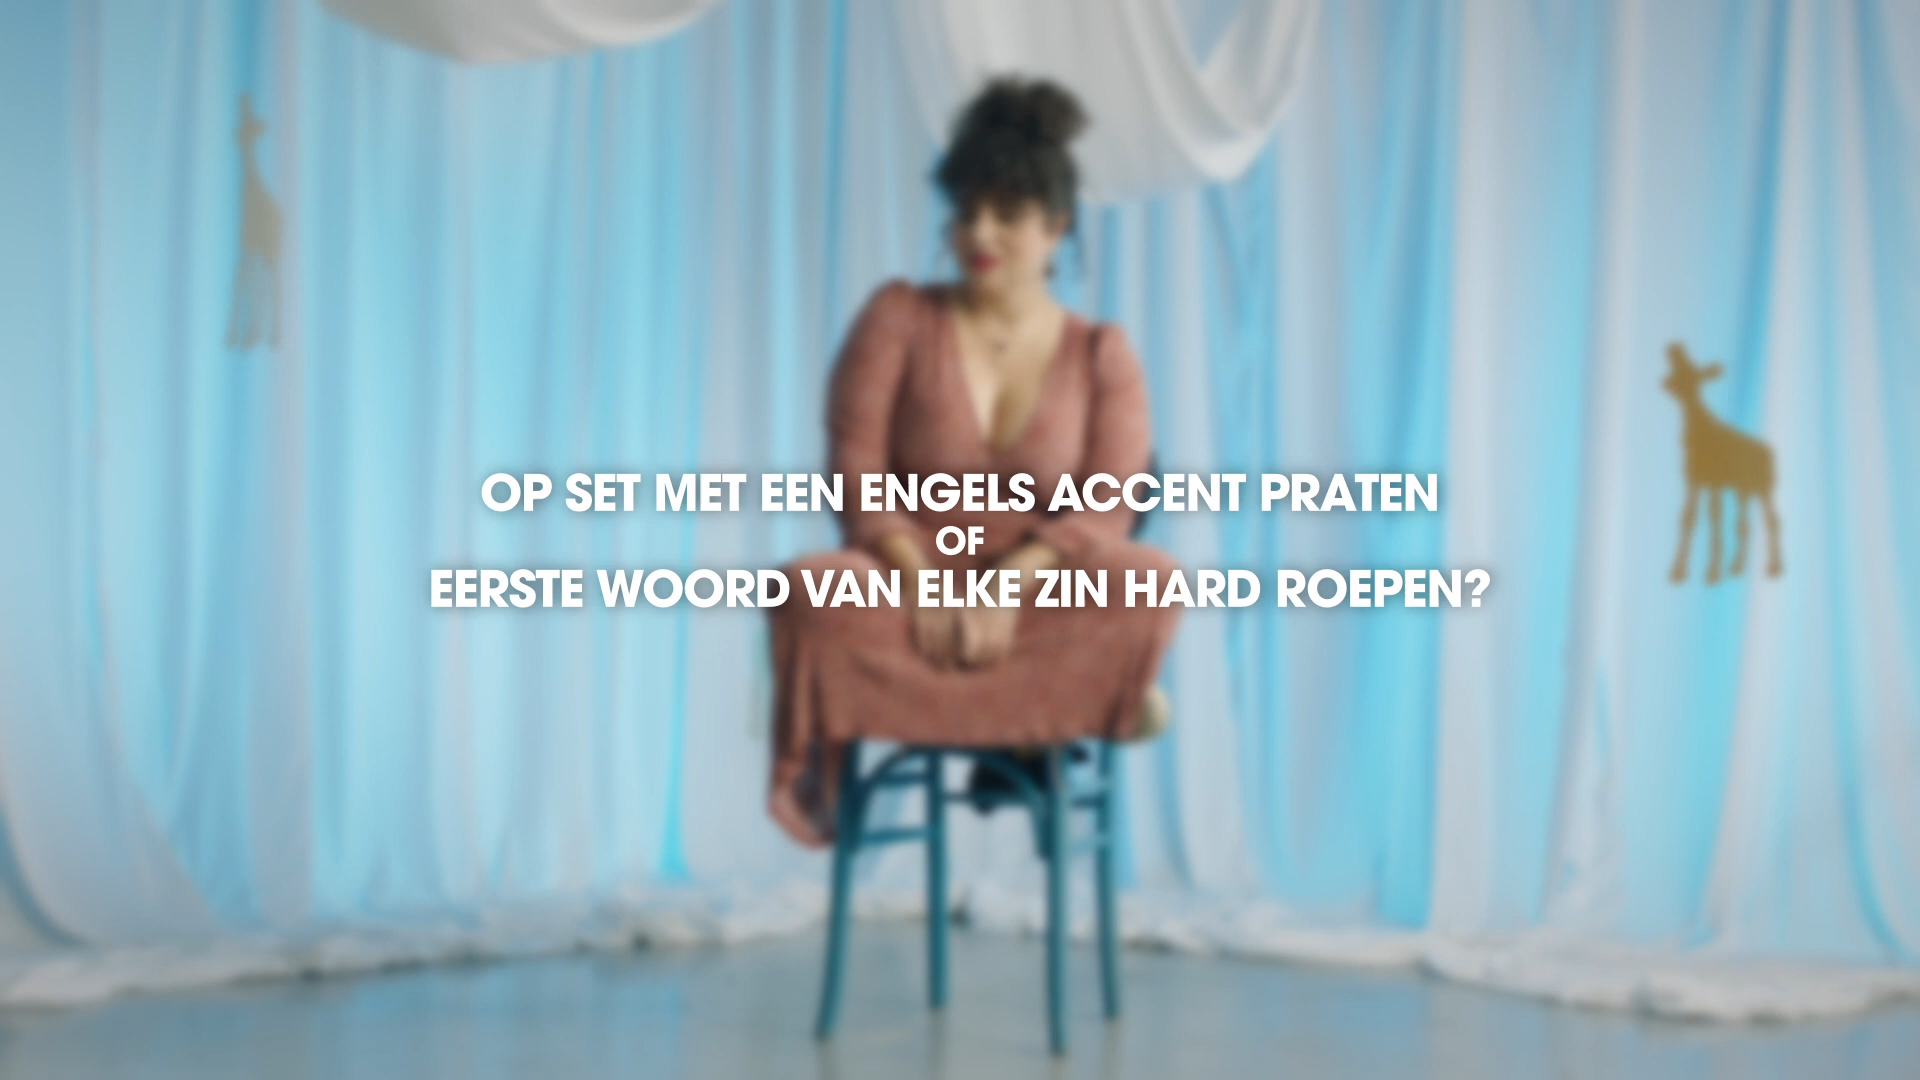 OP SET MET EEN ENGELS ACCENT PRATEN
OF
EERSTE WOORD VAN ELKE ZIN HARD ROEPEN?